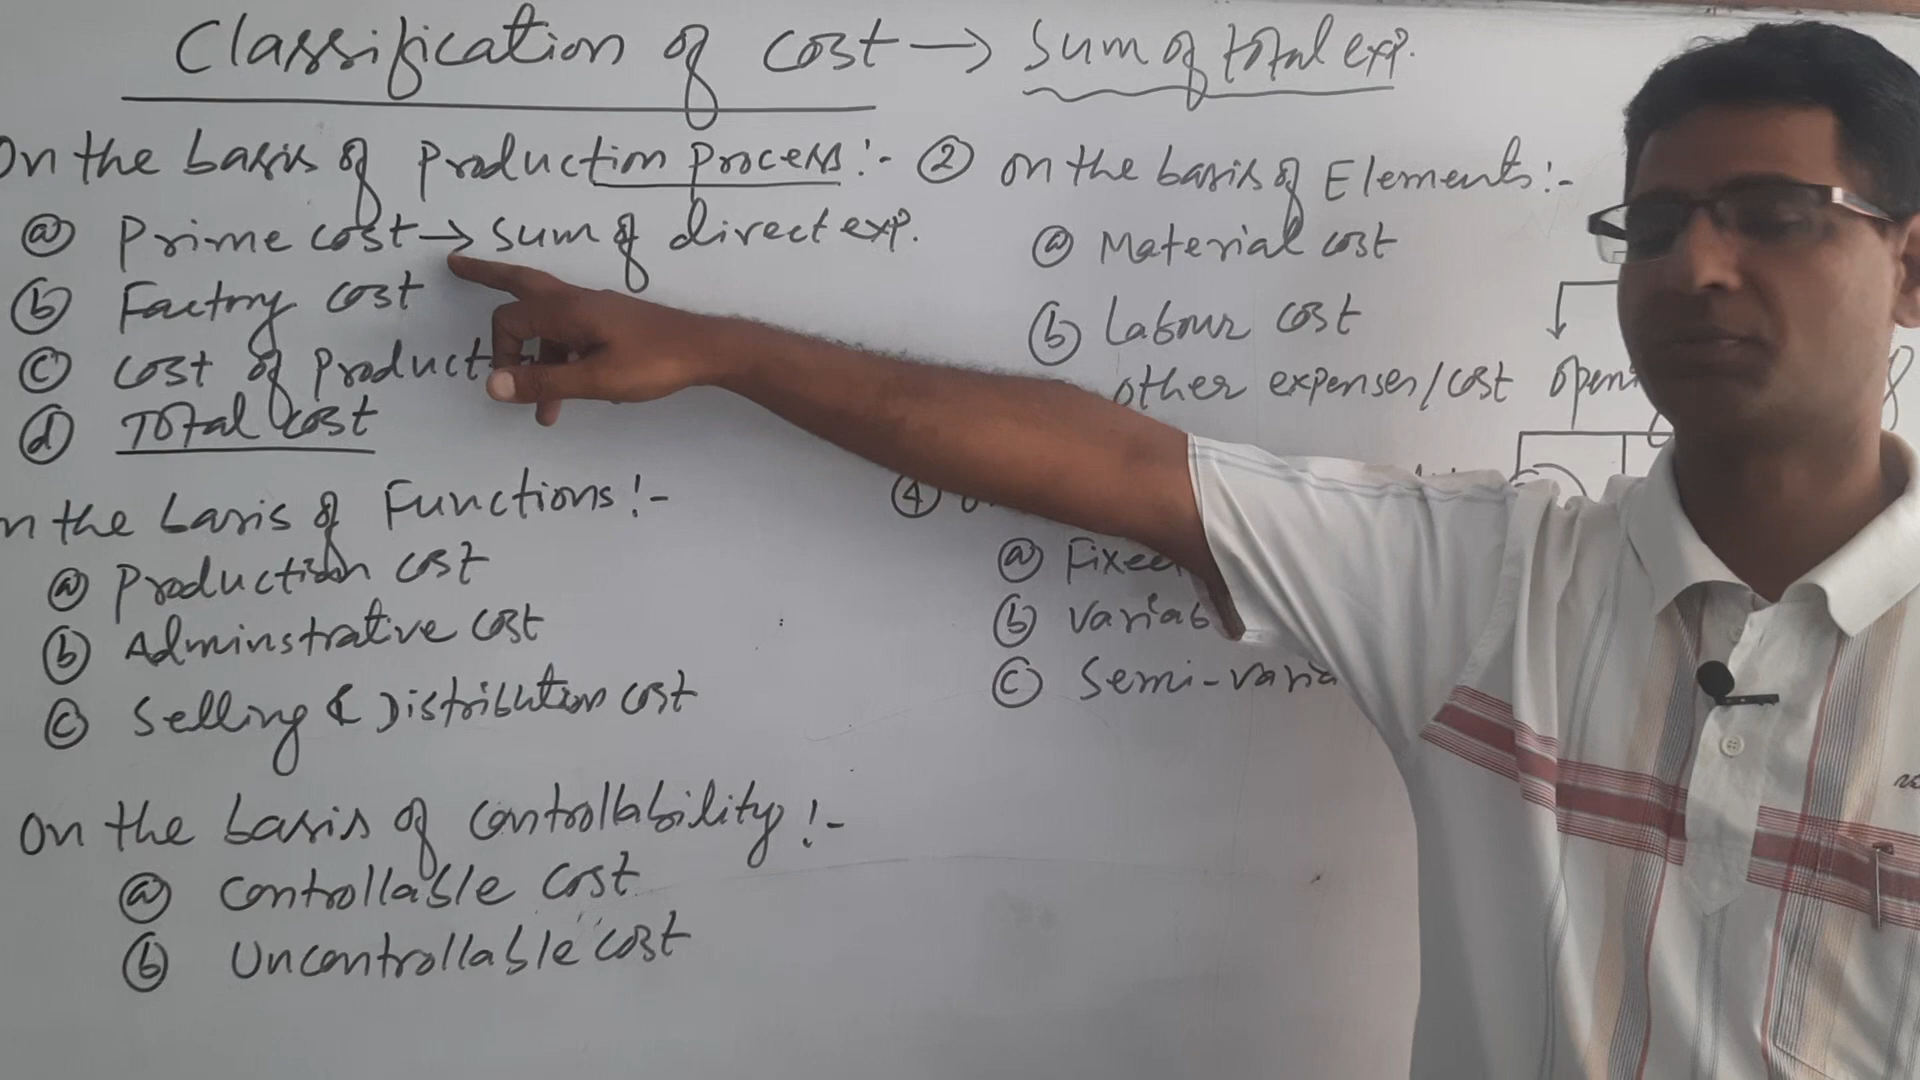 Classification of cost → sum of total exp.
On the basis of production process:-
ⓐ Prime cost → sum of direct exp.
ⓑ Factory cost
ⓒ cost of product
ⓓ Total cost
② on the basis of Elements:-
ⓐ Material cost
ⓑ Labour cost
other expenses/cost
n the basis of Functions:-
ⓐ Production cost
ⓑ Adminstrative cost
ⓒ Selling & Distribution cost
④
ⓐ Fixed
ⓑ Variab
ⓒ Semi-varia
on the basis of controllability:-
ⓐ controllable cost
ⓑ Uncontrollable cost